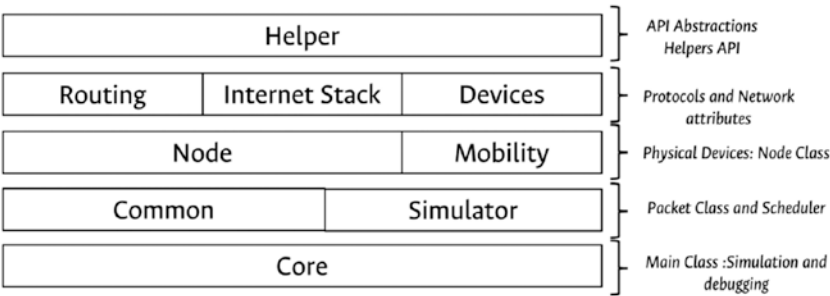 Helper
API Abstractions
Helpers API
Routing Internet Stack Devices
Protocols and Network
attributes
Node Mobility
Physical Devices: Node Class
Common Simulator
Packet Class and Scheduler
Core
Main Class :Simulation and
debugging